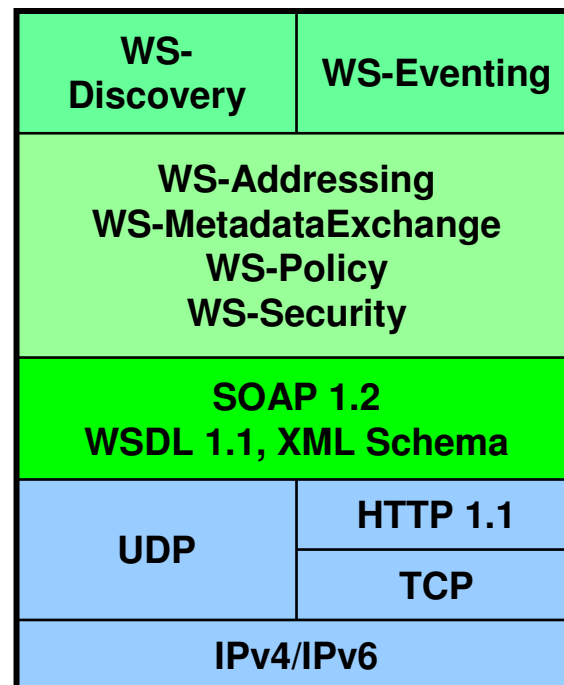 WS-
Discovery
WS-Eventing
WS-Addressing
WS-MetadataExchange
WS-Policy
WS-Security
SOAP 1.2
WSDL 1.1, XML Schema
UDP
HTTP 1.1
TCP
IPv4/IPv6